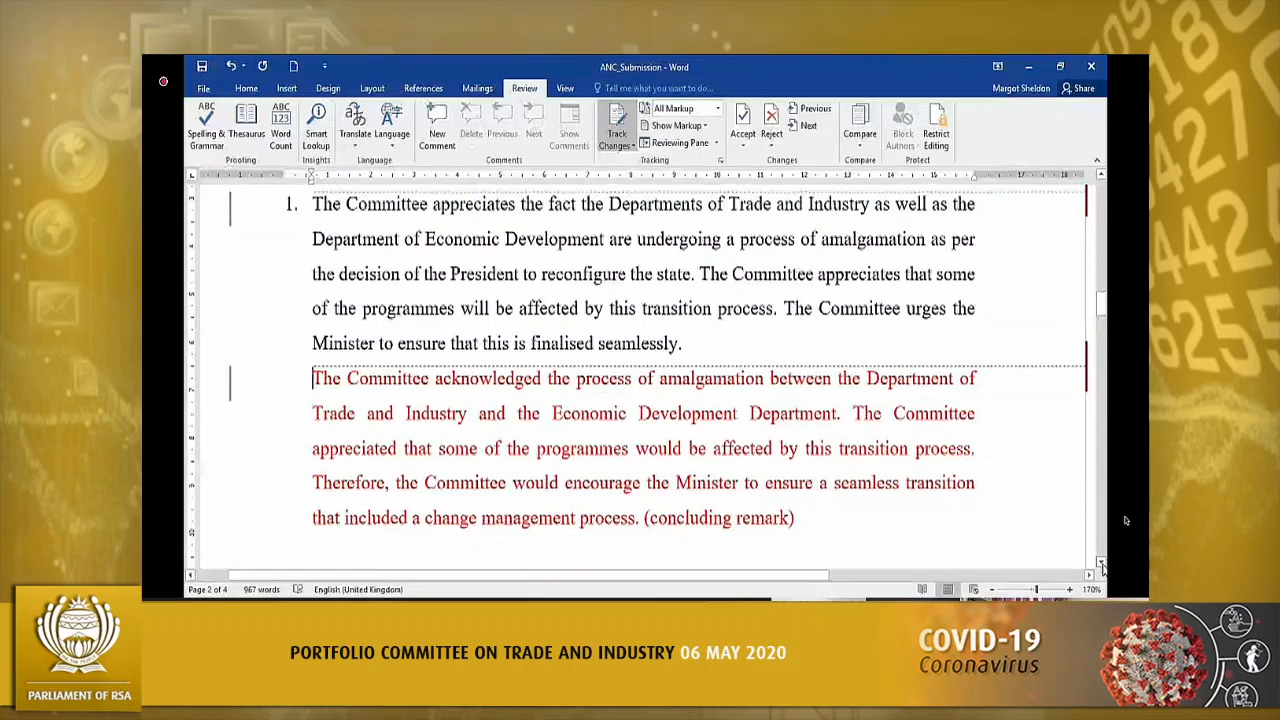 ANC_Submission - Word
File Home Insert Design Layout References Mailings Review View Tell me what you want to do... Margot Sheldon Share
ABC ABC All Markup Previous
Show Markup Next
Spelling & Grammar Thesaurus Word Count Smart Lookup Translate Language New Comment Delete Previous Next Show Comments Track Changes Reviewing Pane Accept Reject Compare Block Authors Restrict Editing
Proofing Insights Language Comments Tracking Changes Compare Protect
1. The Committee appreciates the fact the Departments of Trade and Industry as well as the
Department of Economic Development are undergoing a process of amalgamation as per
the decision of the President to reconfigure the state. The Committee appreciates that some
of the programmes will be affected by this transition process. The Committee urges the
Minister to ensure that this is finalised seamlessly.
The Committee acknowledged the process of amalgamation between the Department of
Trade and Industry and the Economic Development Department. The Committee
appreciated that some of the programmes would be affected by this transition process.
Therefore, the Committee would encourage the Minister to ensure a seamless transition
that included a change management process. (concluding remark)
Page 2 of 4 967 words English (United Kingdom) 170%
PARLIAMENT OF RSA
PORTFOLIO COMMITTEE ON TRADE AND INDUSTRY 06 MAY 2020
COVID-19
Coronavirus